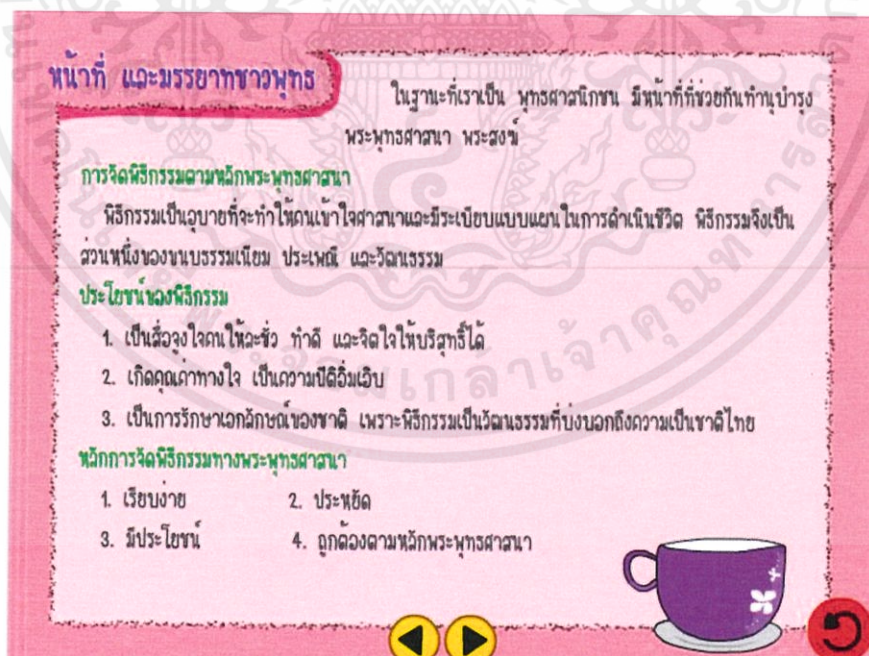 หน้าที่ และมรรยาทชาวพุทธ
ในฐานะที่เราเป็น พุทธศาสนิกชน มีหน้าที่ที่ช่วยกันทำนุบำรุง
พระพุทธศาสนา พระสงฆ์
การจัดพิธีกรรมตามหลักพระพุทธศาสนา
พิธีกรรมเป็นอุบายที่จะทำให้คนเข้าใจศาสนาและมีระเบียบแบบแผนในการดำเนินชีวิต พิธีกรรมจึงเป็น
ส่วนหนึ่งของขนบธรรมเนียม ประเพณี และวัฒนธรรม
ประโยชน์ของพิธีกรรม
1. เป็นสื่อจูงใจคนให้ละชั่ว ทำดี และจิตใจให้บริสุทธิ์ได้
2. เกิดคุณค่าทางใจ เป็นความปีติอิ่มเอิบ
3. เป็นการรักษาเอกลักษณ์ของชาติ เพราะพิธีกรรมเป็นวัฒนธรรมที่บ่งบอกถึงความเป็นชาติไทย
หลักการจัดพิธีกรรมทางพระพุทธศาสนา
1. เรียบง่าย 2. ประหยัด
3. มีประโยชน์ 4. ถูกต้องตามหลักพระพุทธศาสนา